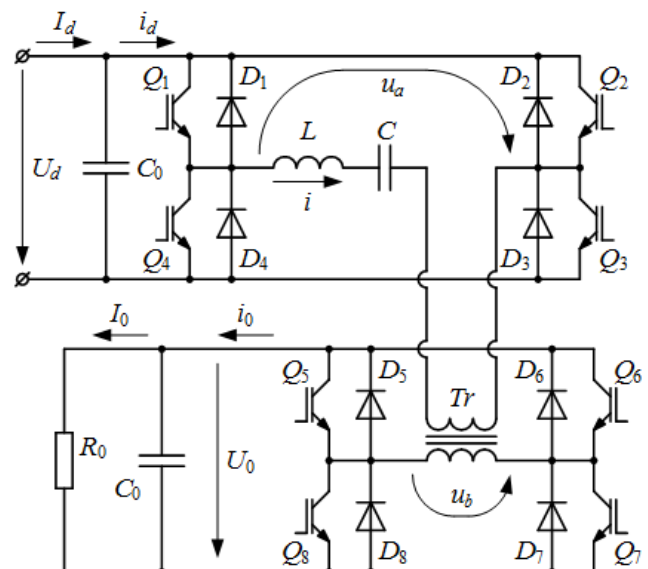 I_d i_d
Q_1 D_1 u_a D_2 Q_2
L C
U_d C_0 i
Q_4 D_4 D_3 Q_3
I_0 i_0
Q_5 D_5 Tr D_6 Q_6
R_0 C_0 U_0
u_b
Q_8 D_8 D_7 Q_7